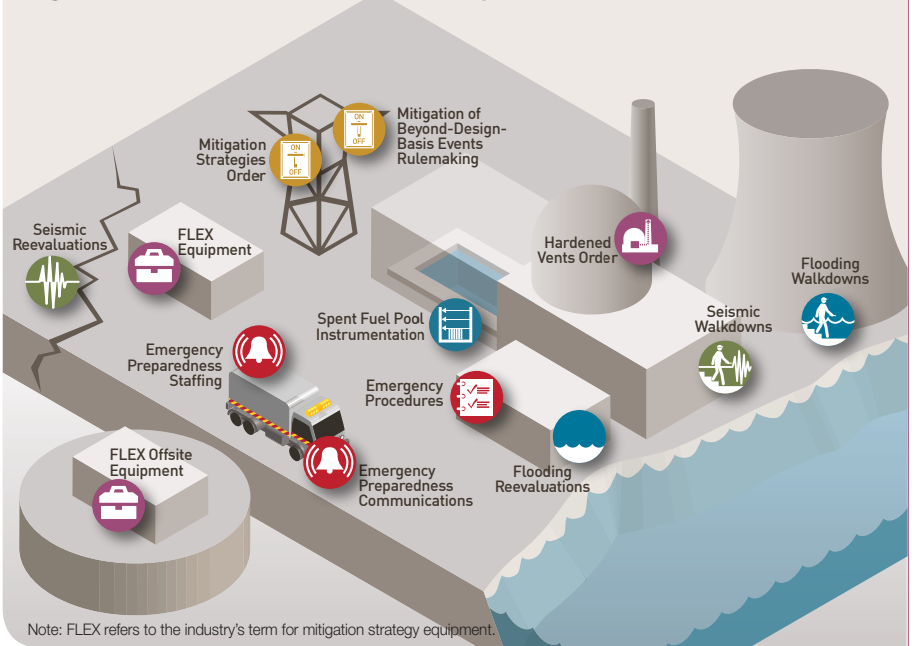 Mitigation of
Beyond-Design-
Basis Events
Rulemaking
Mitigation
Strategies
Order
ON
OFF
ON
OFF
Seismic
Reevaluations
FLEX
Equipment
Hardened
Vents Order
Flooding
Walkdowns
Spent Fuel Pool
Instrumentation
Seismic
Walkdowns
Emergency
Preparedness
Staffing
Emergency
Procedures
FLEX Offsite
Equipment
Emergency
Preparedness
Communications
Flooding
Reevaluations
Note: FLEX refers to the industry’s term for mitigation strategy equipment.